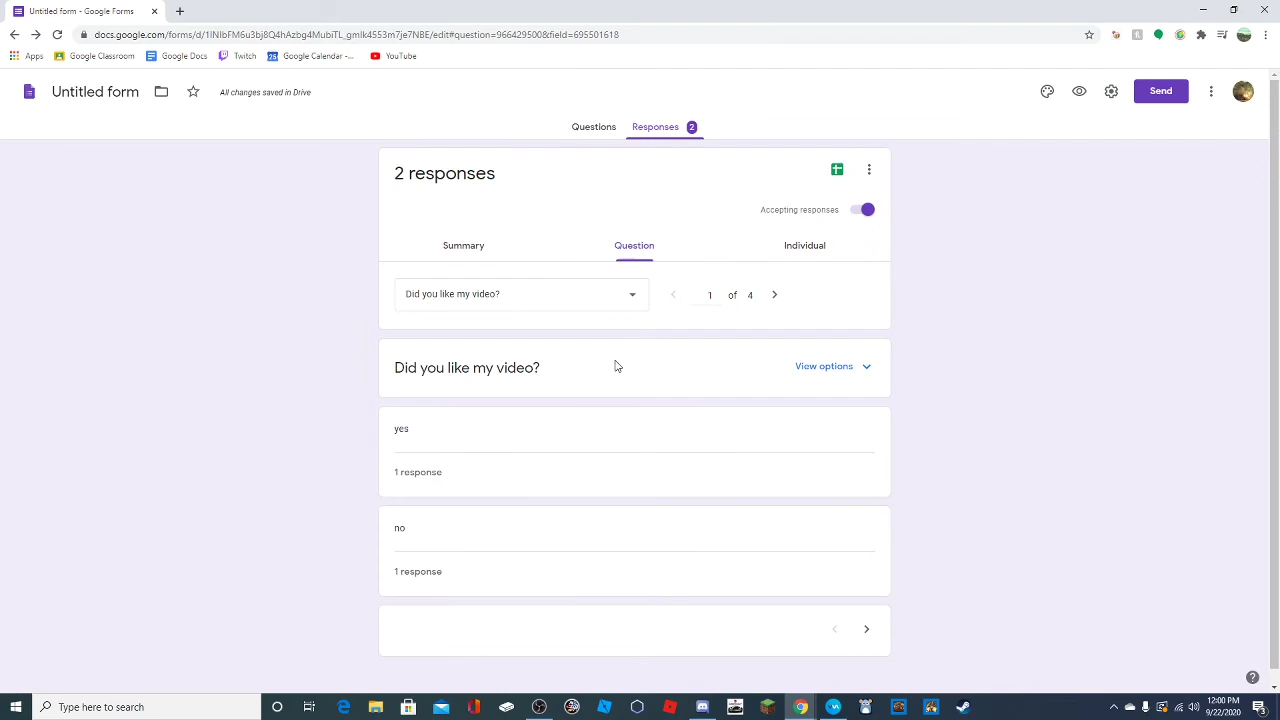 Untitled form - Google Forms
docs.google.com/forms/d/1INIbFM6u3bj8Q4hAzbg4MubiTL_gmIk4553m7je7N8E/edit#question=966429500&field=695501618
Apps Google Classroom Google Docs Twitch Google Calendar -... YouTube
Untitled form All changes saved in Drive Send
Questions Responses 2
2 responses
Accepting responses
Summary Question Individual
Did you like my video? 1 of 4
Did you like my video? View options
yes
1 response
no
1 response
Type here to search
12:00 PM
9/22/2020